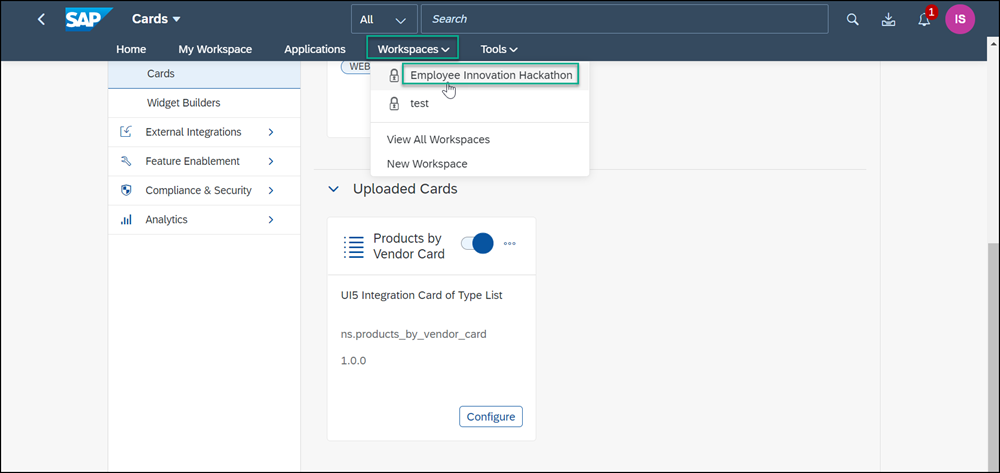 SAP Cards All Search 1 IS
Home My Workspace Applications Workspaces Tools
Cards
Widget Builders
External Integrations
Feature Enablement
Compliance & Security
Analytics
WEB
Employee Innovation Hackathon
test
View All Workspaces
New Workspace
Uploaded Cards
Products by
Vendor Card
UI5 Integration Card of Type List
ns.products_by_vendor_card
1.0.0
Configure